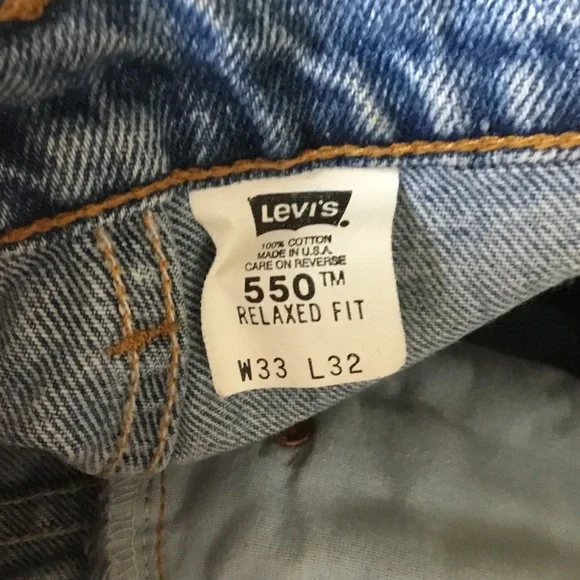 Levi's
100% COTTON
MADE IN U.S.A.
CARE ON REVERSE
550™
RELAXED FIT
W33 L32